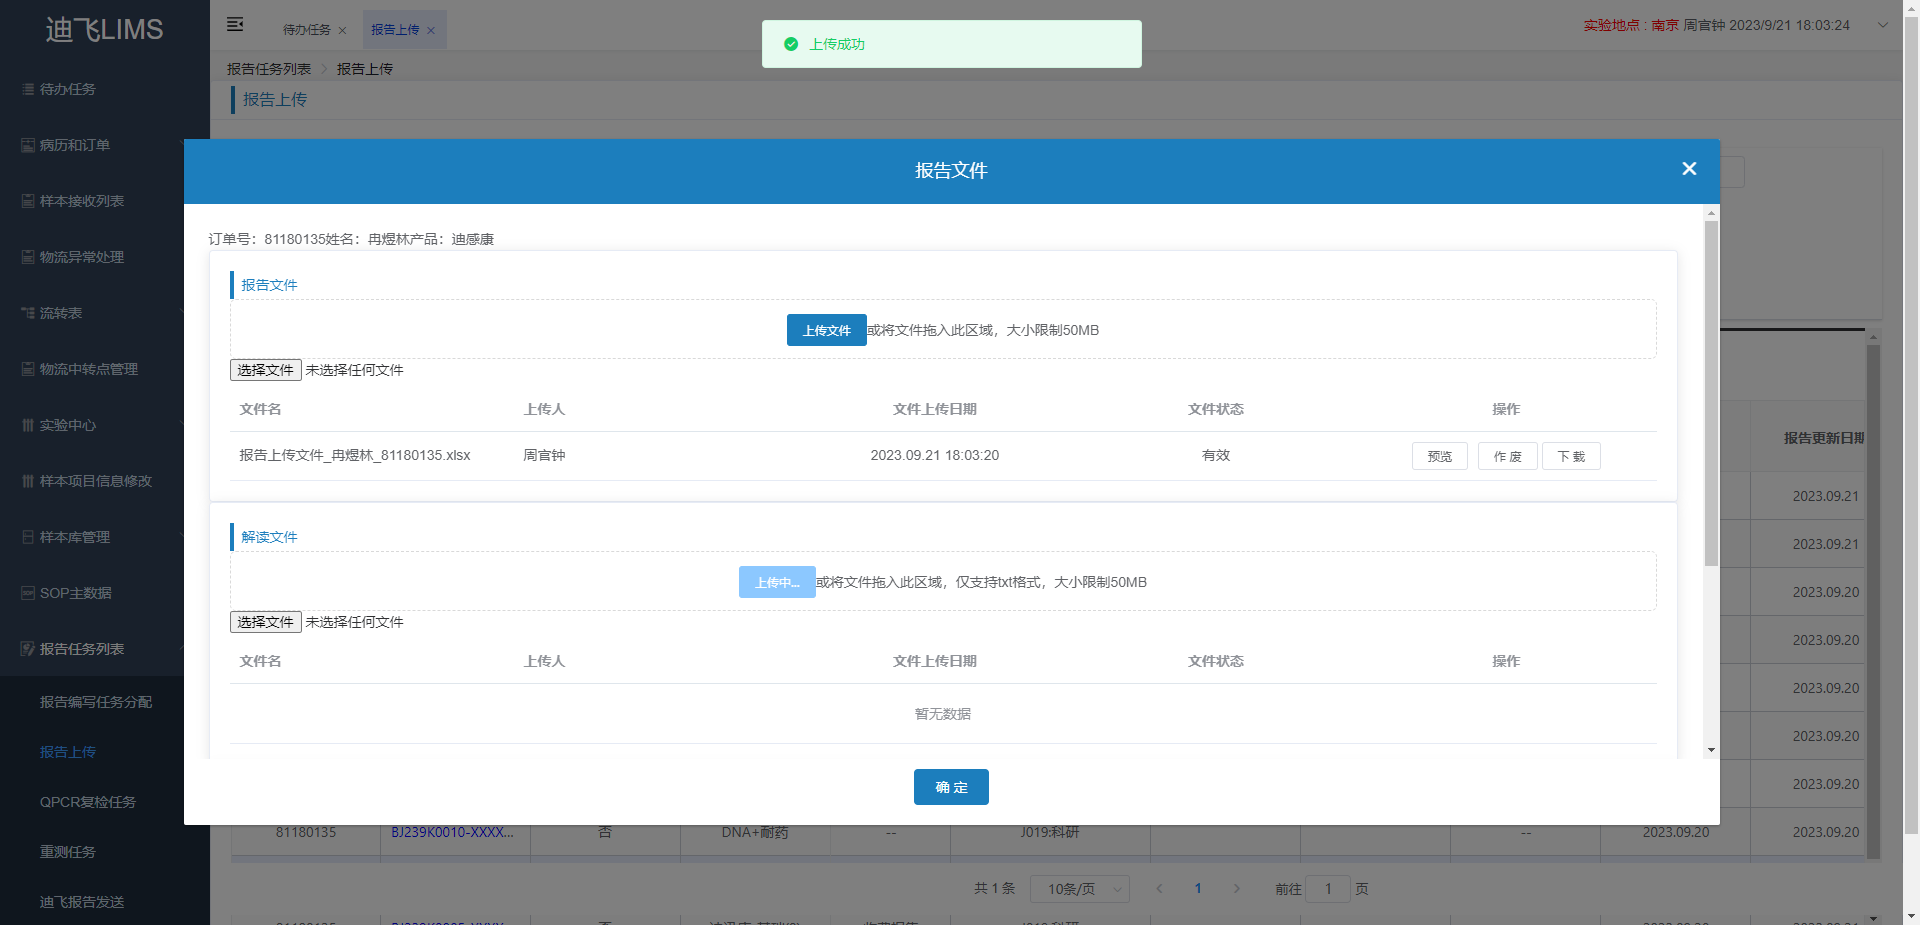 迪飞LIMS
待办任务
报告上传
上传成功
实验地点 : 南京 周官钟 2023/9/21 18:03:24
报告任务列表 > 报告上传
报告上传
待办任务
病历和订单
样本接收列表
物流异常处理
流转表
物流中转点管理
实验中心
样本项目信息修改
样本库管理
SOP主数据
报告任务列表
报告编写任务分配
报告上传
QPCR复检任务
重测任务
迪飞报告发送
报告文件
订单号：81180135姓名：冉煜林产品：迪感康
报告文件
上传文件 或将文件拖入此区域，大小限制50MB
选择文件 未选择任何文件
文件名 上传人 文件上传日期 文件状态 操作
报告上传文件_冉煜林_81180135.xlsx 周官钟 2023.09.21 18:03:20 有效 预览 作 废 下 载
解读文件
上传中... 或将文件拖入此区域，仅支持txt格式，大小限制50MB
选择文件 未选择任何文件
文件名 上传人 文件上传日期 文件状态 操作
暂无数据
确 定
报告更新日期
2023.09.21
2023.09.21
2023.09.20
2023.09.20
2023.09.20
2023.09.20
2023.09.20
81180135 BJ239K0010-XXXX... 否 DNA+耐药 -- J019:科研 -- 2023.09.20 2023.09.20
共 1 条 10条/页 < 1 > 前往 1 页